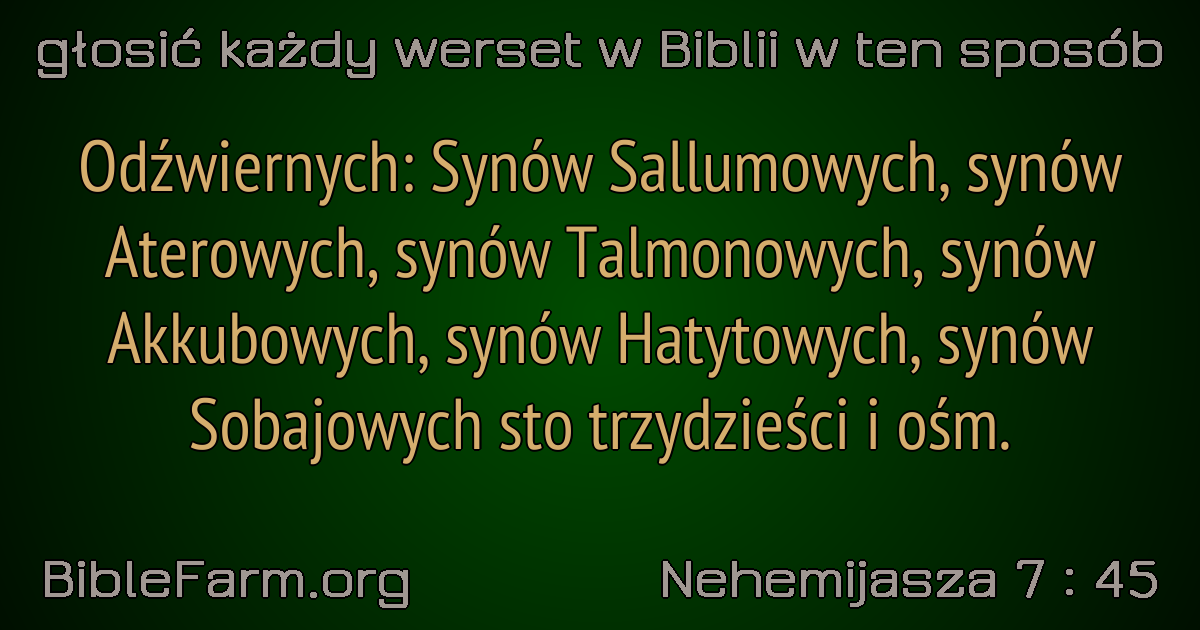 głosić każdy werset w Biblii w ten sposób
Odźwiernych: Synów Sallumowych, synów
Aterowych, synów Talmonowych, synów
Akkubowych, synów Hatytowych, synów
Sobajowych sto trzydzieści i ośm.
BibleFarm.org
Nehemijasza 7 : 45